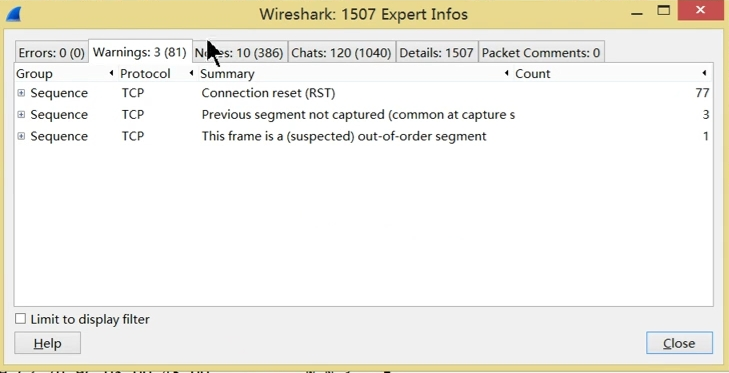 Wireshark: 1507 Expert Infos
Errors: 0 (0) Warnings: 3 (81) 10 (386) Chats: 120 (1040) Details: 1507 Packet Comments: 0
Group Protocol Summary Count
Sequence TCP Connection reset (RST) 77
Sequence TCP Previous segment not captured (common at capture s 3
Sequence TCP This frame is a (suspected) out-of-order segment 1
Limit to display filter
Help Close